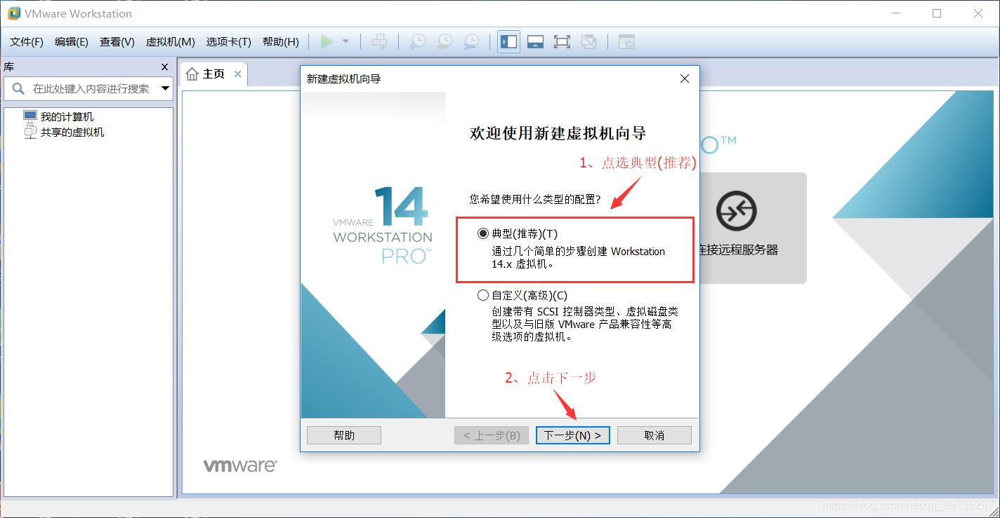 VMware Workstation
文件(F) 编辑(E) 查看(V) 虚拟机(M) 选项卡(T) 帮助(H)
库
在此处键入内容进行搜索
我的计算机
共享的虚拟机
主页
新建虚拟机向导
14
VMWARE
WORKSTATION
PRO™
欢迎使用新建虚拟机向导
1、点选典型(推荐)
您希望使用什么类型的配置?
典型(推荐)(T)
通过几个简单的步骤创建 Workstation
14.x 虚拟机。
自定义(高级)(C)
创建带有 SCSI 控制器类型、虚拟磁盘类
型以及与旧版 VMware 产品兼容性等高
级选项的虚拟机。
2、点击下一步
帮助
< 上一步(B)
下一步(N) >
取消
O™
连接远程服务器
vmware
https://blog.csdn.net/qq_39135287